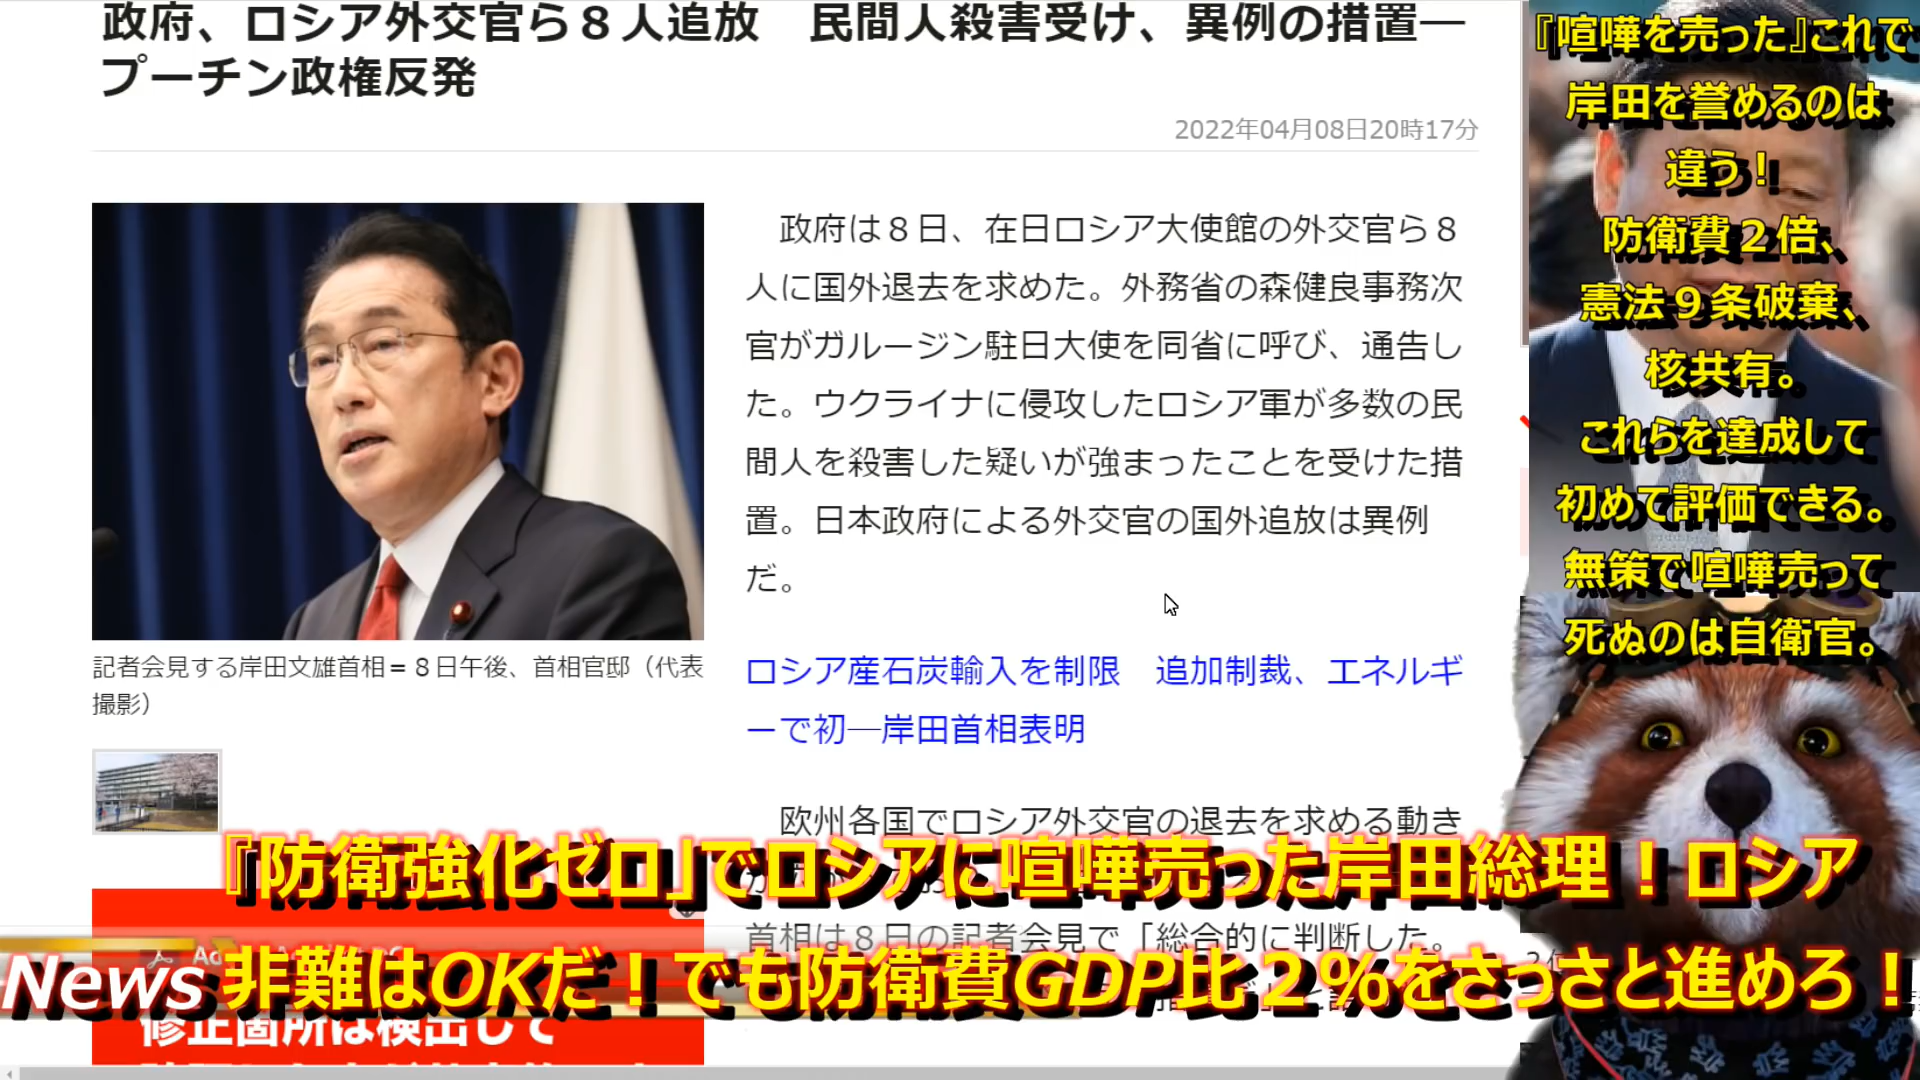 政府、ロシア外交官ら８人追放　民間人殺害受け、異例の措置―
プーチン政権反発
2022年04月08日20時17分
政府は８日、在日ロシア大使館の外交官ら８
人に国外退去を求めた。外務省の森健良事務次
官がガルージン駐日大使を同省に呼び、通告し
た。ウクライナに侵攻したロシア軍が多数の民
間人を殺害した疑いが強まったことを受けた措
置。日本政府による外交官の国外追放は異例
だ。
記者会見する岸田文雄首相＝８日午後、首相官邸（代表
撮影）
ロシア産石炭輸入を制限　追加制裁、エネルギ
ーで初―岸田首相表明
欧州各国でロシア外交官の退去を求める動き
首相は８日の記者会見で「総合的に判断した。
修正箇所は検出して
『喧嘩を売った』これで
岸田を誉めるのは
違う！
防衛費２倍、
憲法９条破棄、
核共有。
これらを達成して
初めて評価できる。
無策で喧嘩売って
死ぬのは自衛官。
『防衛強化ゼロ」でロシアに喧嘩売った岸田総理！ロシア
News
非難はOKだ！でも防衛費GDP比２％をさっさと進めろ！